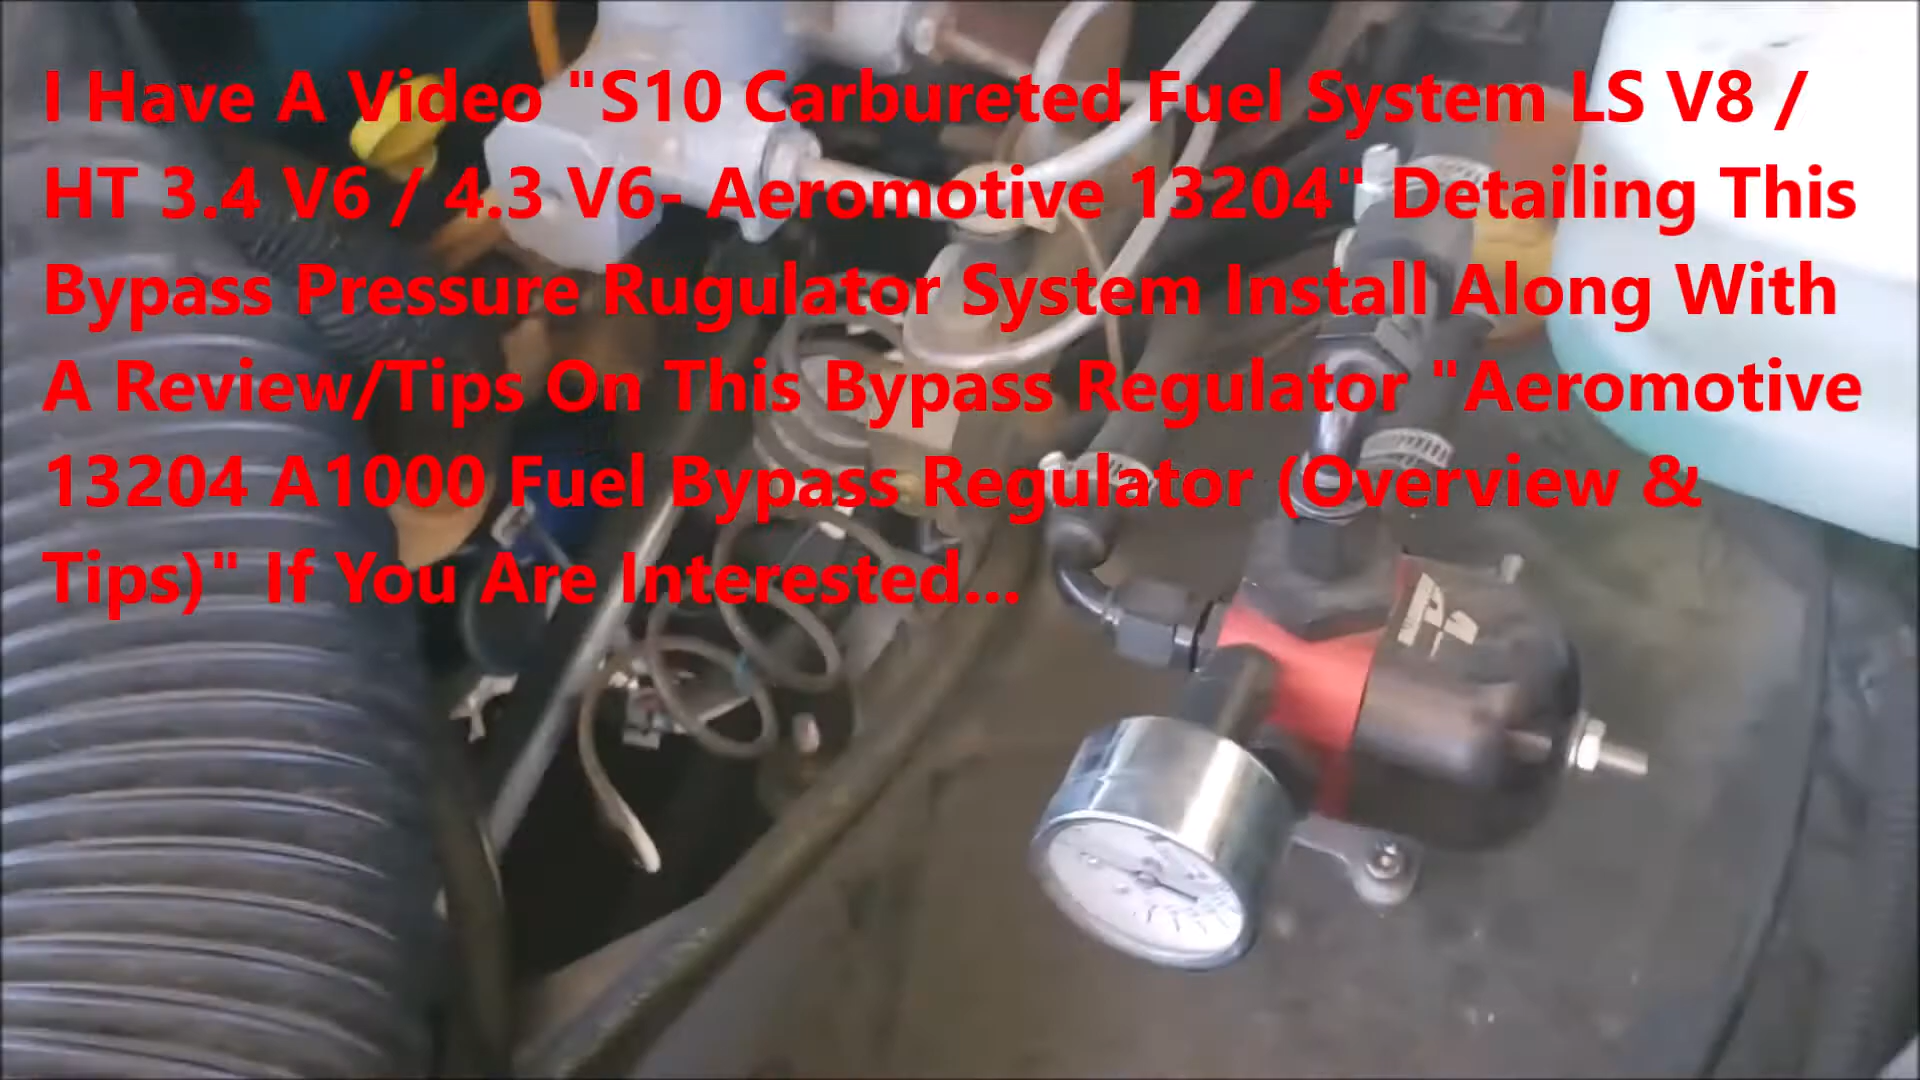 I Have A Video "S10 Carbureted Fuel System LS V8 /
HT 3.4 V6 / 4.3 V6- Aeromotive 13204" Detailing This
Bypass Pressure Rugulator System Install Along With
A Review/Tips On This Bypass Regulator "Aeromotive
13204 A1000 Fuel Bypass Regulator (Overview &
Tips)" If You Are Interested...